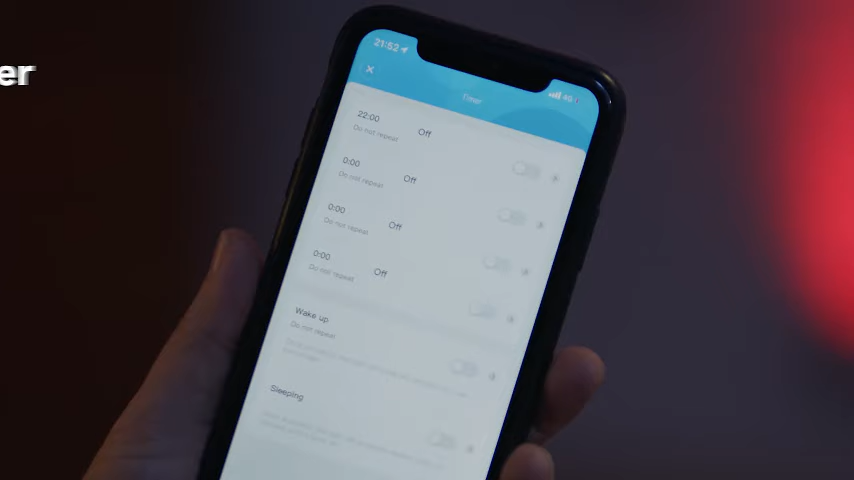 er
21:52
4G
Timer
22:00
Off
Do not repeat
0:00
Off
Do not repeat
0:00
Off
Do not repeat
0:00
Off
Do not repeat
Wake up
Do not repeat
Sleeping